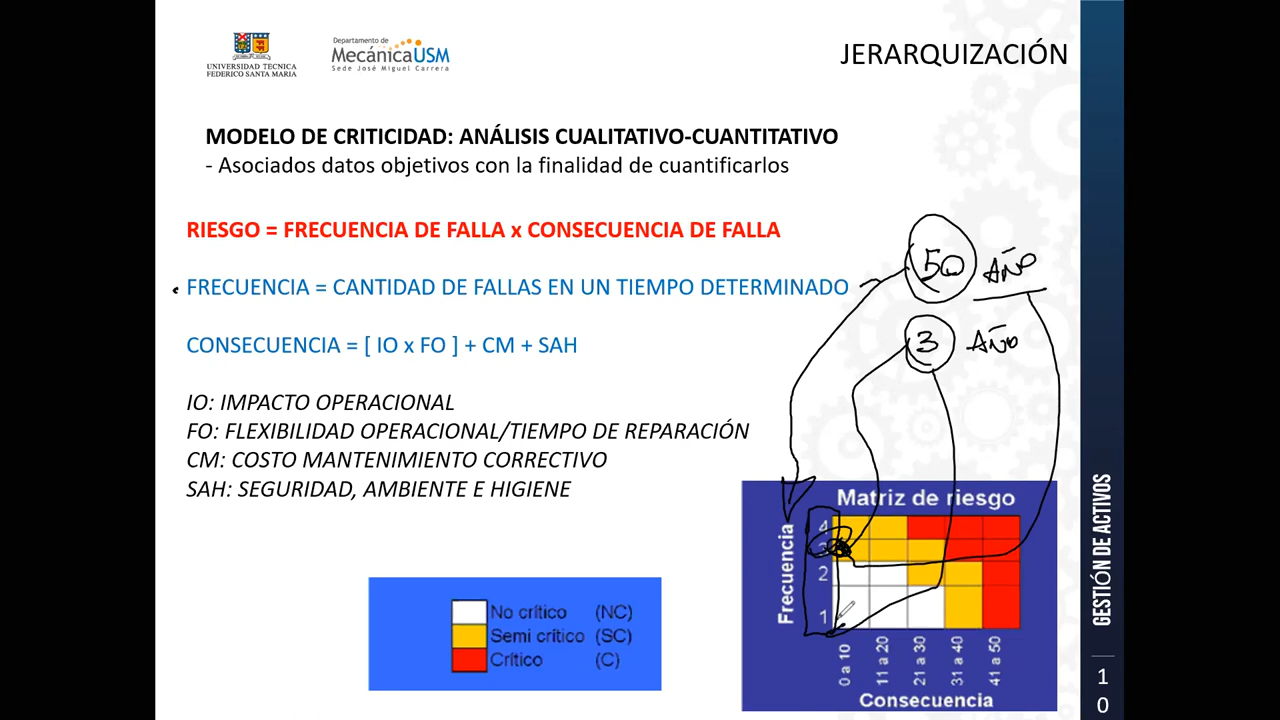 UNIVERSIDAD TECNICA
FEDERICO SANTA MARIA
Departamento de
MecánicaUSM
Sede José Miguel Carrera
JERARQUIZACIÓN
MODELO DE CRITICIDAD: ANÁLISIS CUALITATIVO-CUANTITATIVO
- Asociados datos objetivos con la finalidad de cuantificarlos
RIESGO = FRECUENCIA DE FALLA x CONSECUENCIA DE FALLA
50 AÑO
FRECUENCIA = CANTIDAD DE FALLAS EN UN TIEMPO DETERMINADO
3 AÑO
CONSECUENCIA = [ IO x FO ] + CM + SAH
IO: IMPACTO OPERACIONAL
FO: FLEXIBILIDAD OPERACIONAL/TIEMPO DE REPARACIÓN
CM: COSTO MANTENIMIENTO CORRECTIVO
SAH: SEGURIDAD, AMBIENTE E HIGIENE
No crítico (NC)
Semi crítico (SC)
Crítico (C)
Matriz de riesgo
Frecuencia
4
3
2
1
0 a 10
11 a 20
21 a 30
31 a 40
41 a 50
Consecuencia
GESTIÓN DE ACTIVOS
1
0